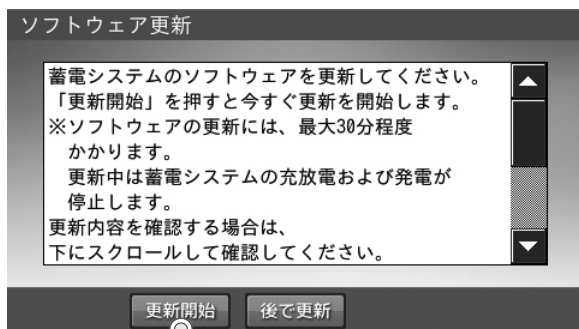 ソフトウェア更新
蓄電システムのソフトウェアを更新してください。
「更新開始」を押すと今すぐ更新を開始します。
※ソフトウェアの更新には、最大30分程度
かかります。
更新中は蓄電システムの充放電および発電が
停止します。
更新内容を確認する場合は、
下にスクロールして確認してください。
更新開始 後で更新